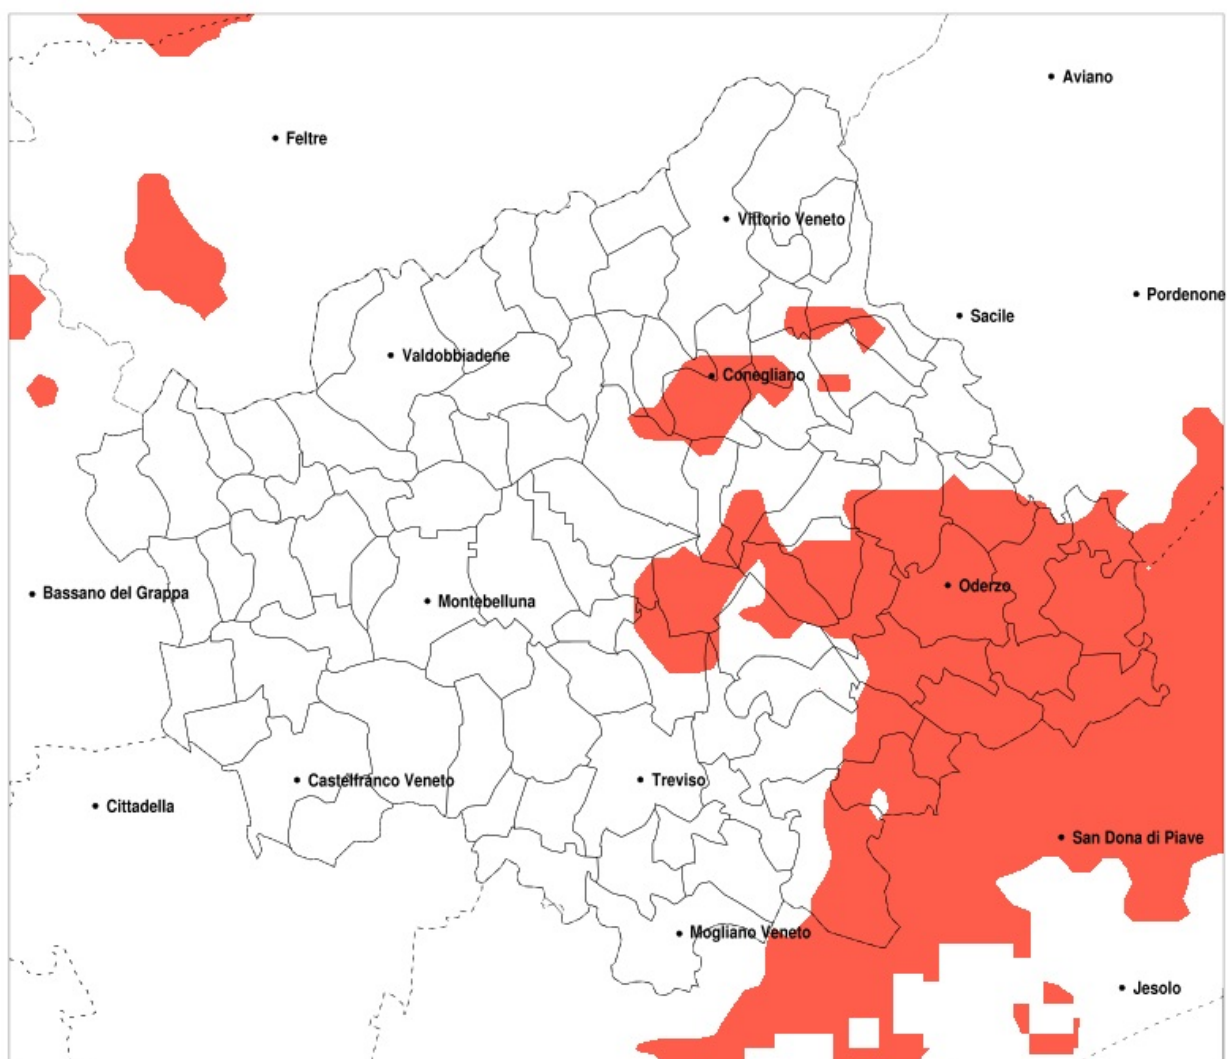 Aviano
Feltre
Vittorio Veneto
Pordenone
Sacile
Valdobbiadene
Conegliano
Bassano del Grappa
Montebelluna
Oderzo
Castelfranco Veneto
Treviso
Cittadella
San Dona di Piave
Mogliano Veneto
Jesolo